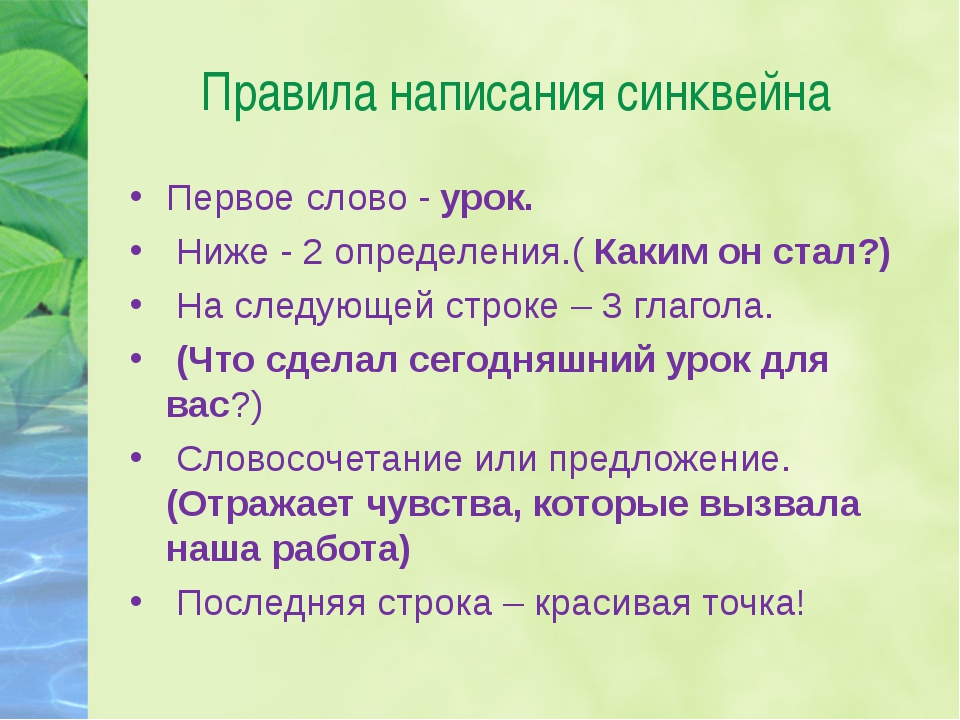 Правила написания синквейна
• Первое слово - урок.
• Ниже - 2 определения.( Каким он стал?)
• На следующей строке – 3 глагола.
• (Что сделал сегодняшний урок для
вас?)
• Словосочетание или предложение.
(Отражает чувства, которые вызвала
наша работа)
• Последняя строка – красивая точка!